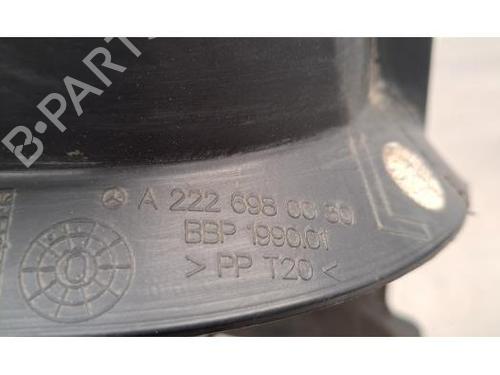 B-PARTS
A 222 698 00 30
BBP 1990.01
> PP T20 <